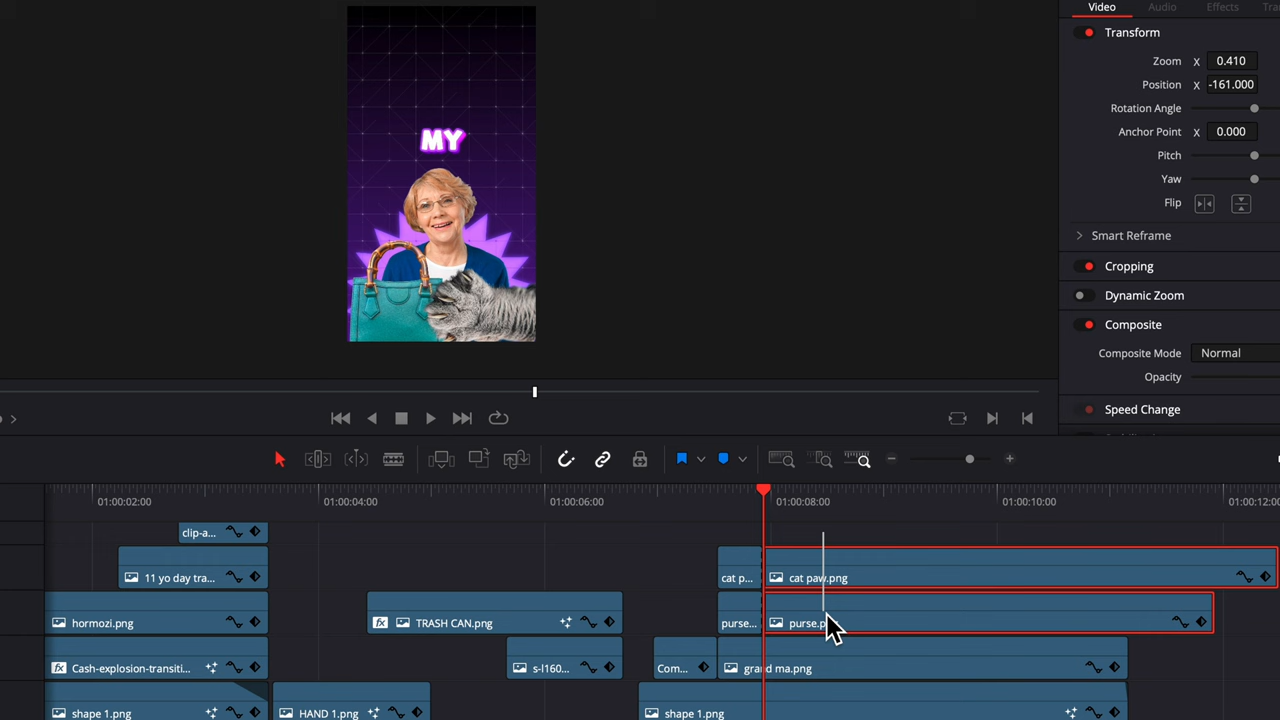 Video Audio Effects Tra
Transform
Zoom X 0.410
Position X -161.000
Rotation Angle
Anchor Point X 0.000
Pitch
Yaw
Flip
Smart Reframe
Cropping
Dynamic Zoom
Composite
Composite Mode Normal
Opacity
Speed Change
MY
01:00:02:00 01:00:04:00 01:00:06:00 01:00:08:00 01:00:10:00 01:00:12:00
clip-a...
11 yo day tra... cat p... cat paw.png
hormozi.png fx TRASH CAN.png purse... purse.p
fx Cash-explosion-transiti... s-l160... Com... grand ma.png
shape 1.png HAND 1.png shape 1.png